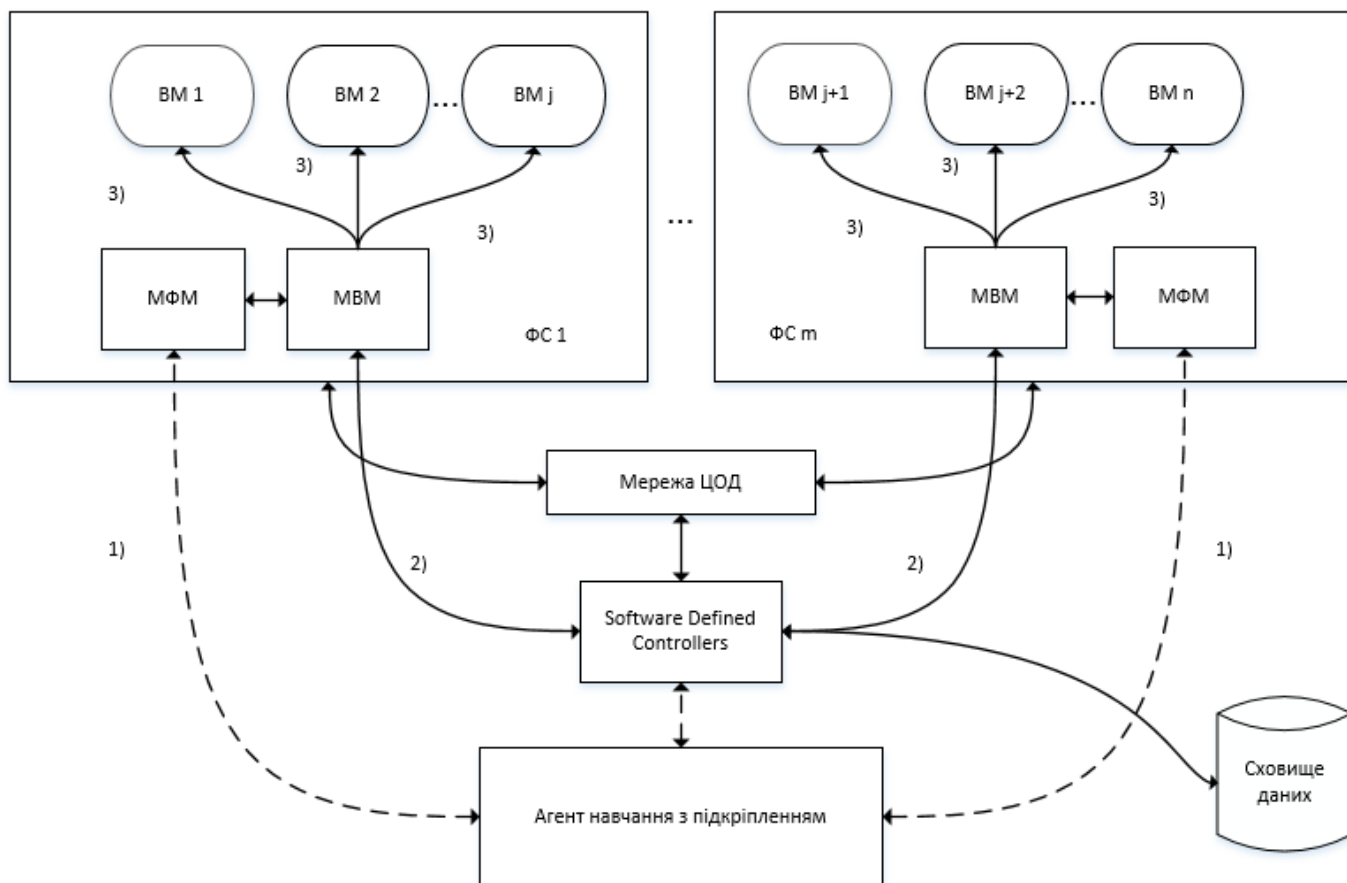 ВМ 1
ВМ 2
...
ВМ j
ВМ j+1
ВМ j+2
...
ВМ n
3)
3)
3)
3)
3)
3)
...
МФМ
МВМ
ФС 1
ФС m
МВМ
МФМ
Мережа ЦОД
1)
2)
2)
1)
Software Defined
Controllers
Агент навчання з підкріпленням
Сховище
даних